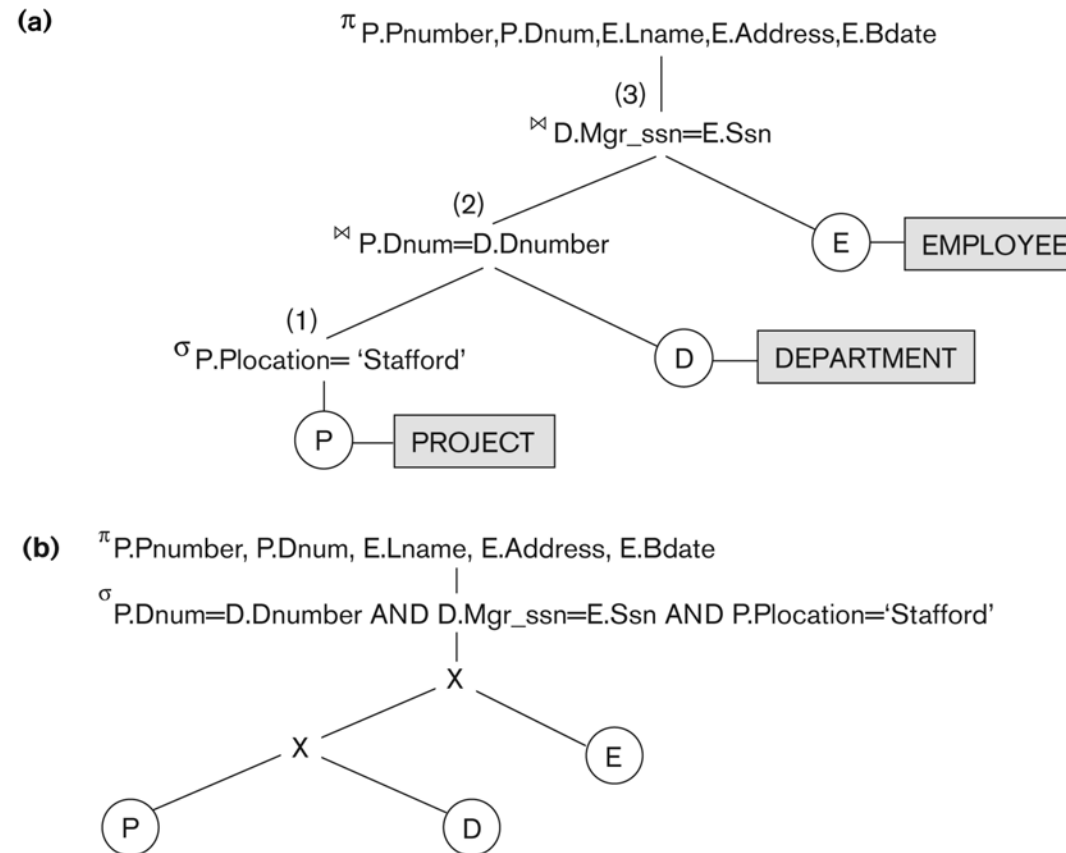 (a)
π P.Pnumber,P.Dnum,E.Lname,E.Address,E.Bdate
(3)
⋈ D.Mgr_ssn=E.Ssn
(2)
⋈ P.Dnum=D.Dnumber
E EMPLOYEE
(1)
σ P.Plocation= ‘Stafford’
D DEPARTMENT
P PROJECT
(b)
π P.Pnumber, P.Dnum, E.Lname, E.Address, E.Bdate
σ P.Dnum=D.Dnumber AND D.Mgr_ssn=E.Ssn AND P.Plocation=‘Stafford’
X
X
E
P
D